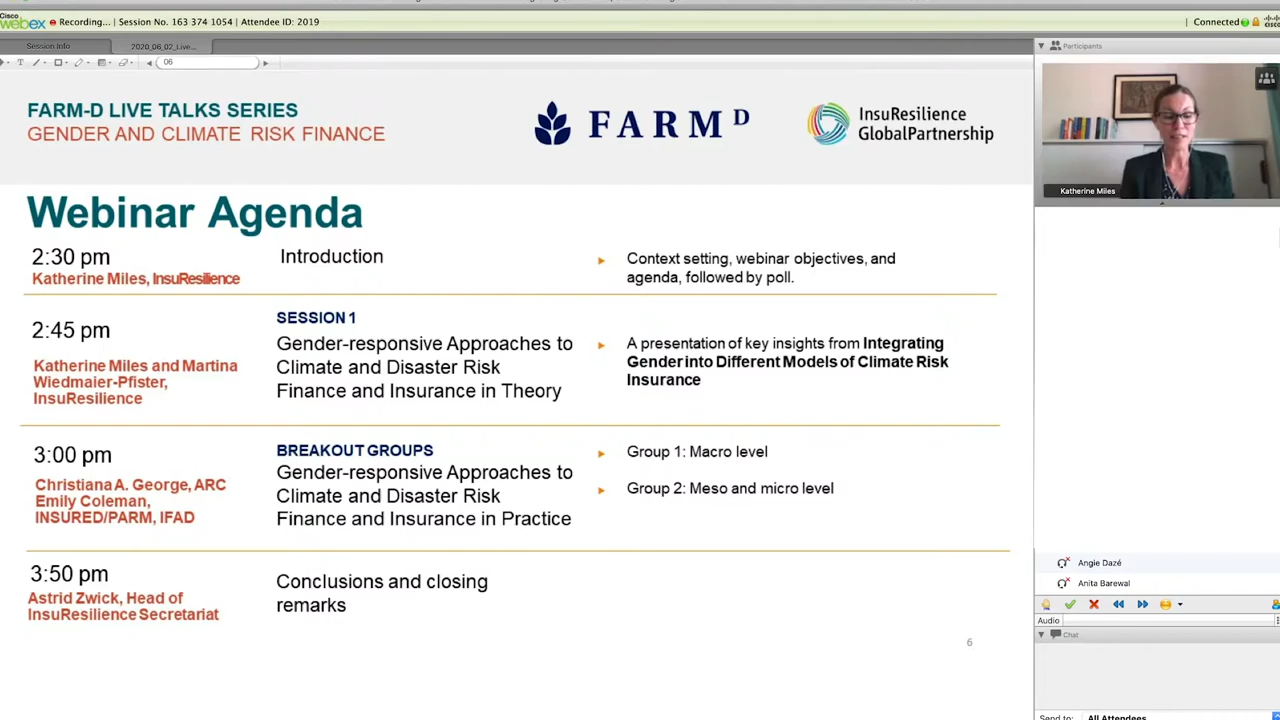 Cisco
webex
Recording... | Session No. 163 374 1054 | Attendee ID: 2019
Connected
cisco
Session Info
2020_06_02_Live...
Participants
T
06
FARM-D LIVE TALKS SERIES
GENDER AND CLIMATE RISK FINANCE
FARM D
InsuResilience
GlobalPartnership
Katherine Miles
Webinar Agenda
2:30 pm
Katherine Miles, InsuResilience
Introduction
Context setting, webinar objectives, and
agenda, followed by poll.
2:45 pm
Katherine Miles and Martina
Wiedmaier-Pfister,
InsuResilience
SESSION 1
Gender-responsive Approaches to
Climate and Disaster Risk
Finance and Insurance in Theory
A presentation of key insights from Integrating
Gender into Different Models of Climate Risk
Insurance
3:00 pm
Christiana A. George, ARC
Emily Coleman,
INSURED/PARM, IFAD
BREAKOUT GROUPS
Gender-responsive Approaches to
Climate and Disaster Risk
Finance and Insurance in Practice
Group 1: Macro level
Group 2: Meso and micro level
3:50 pm
Astrid Zwick, Head of
InsuResilience Secretariat
Conclusions and closing
remarks
6
Angie Dazé
Anita Barewal
Audio
Chat
Send to:
All Attendees